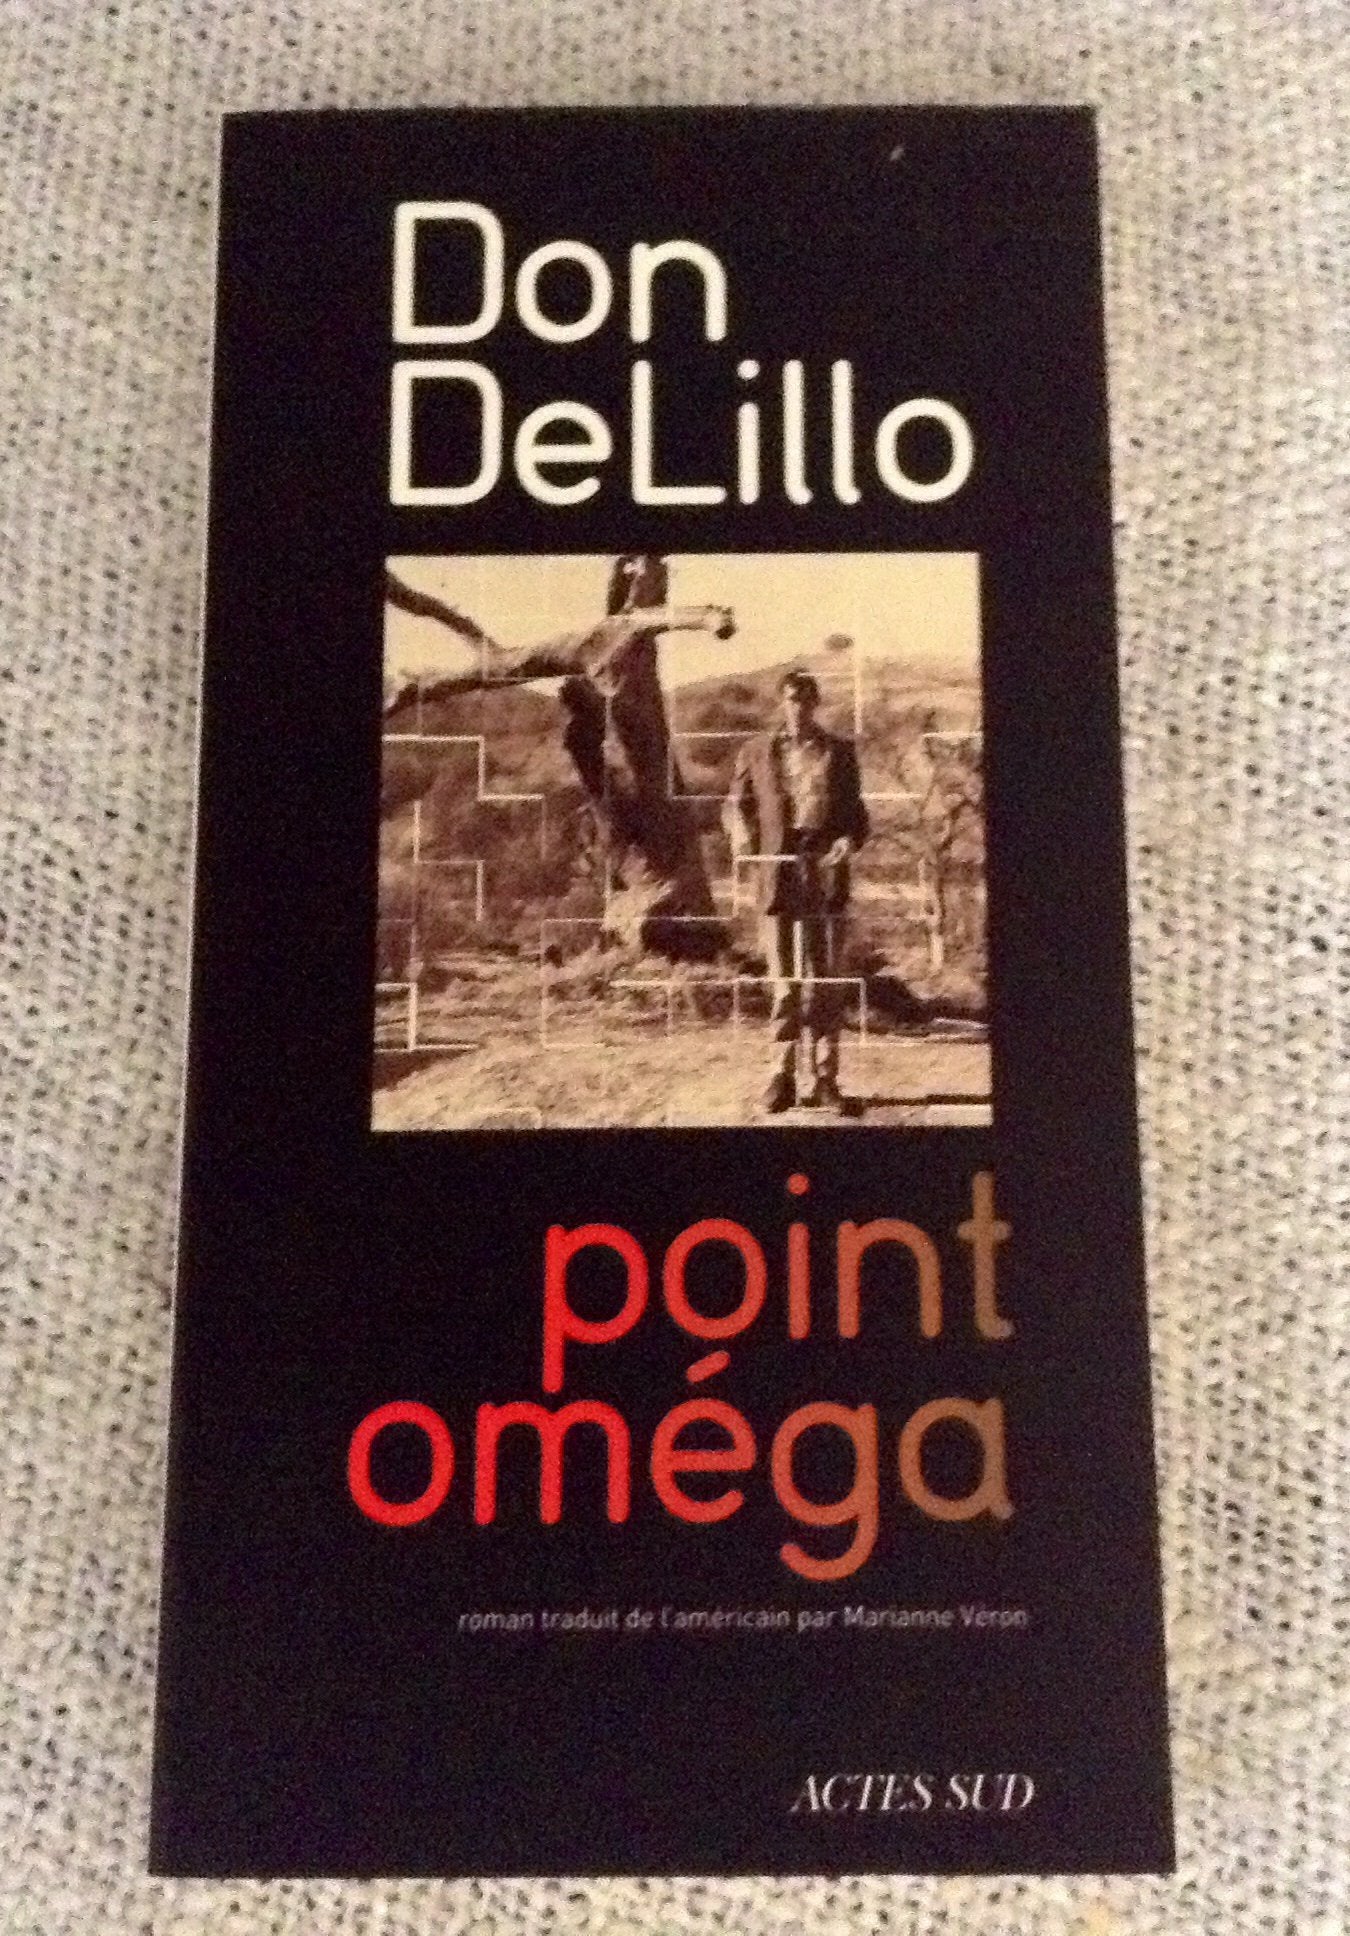 Don
DeLillo
point
oméga
roman traduit de l'américain par Marianne Véron
ACTES SUD